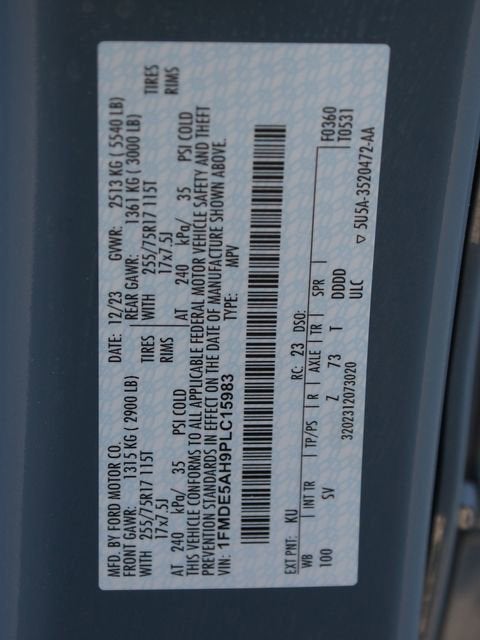 MFD. BY FORD MOTOR CO. DATE: 12/23 GVWR: 2513 KG ( 5540 LB)
FRONT GAWR: 1315 KG ( 2900 LB) REAR GAWR: 1361 KG ( 3000 LB)
WITH 255/75R17 115T TIRES WITH 255/75R17 115T TIRES
17x7.5J RIMS 17x7.5J RIMS
AT 240 kPa/ 35 PSI COLD AT 240 kPa/ 35 PSI COLD
THIS VEHICLE CONFORMS TO ALL APPLICABLE FEDERAL MOTOR VEHICLE SAFETY AND THEFT
PREVENTION STANDARDS IN EFFECT ON THE DATE OF MANUFACTURE SHOWN ABOVE.
VIN: 1FMDE5AH9PLC15983 TYPE: MPV
EXT PNT: KU RC: 23 DSO: F0360
WB INT TR TP/PS R AXLE TR SPR T0531
100 SV Z 73 T DDDD
ULC
3202312073020 ▽ 5U5A-3520472-AA